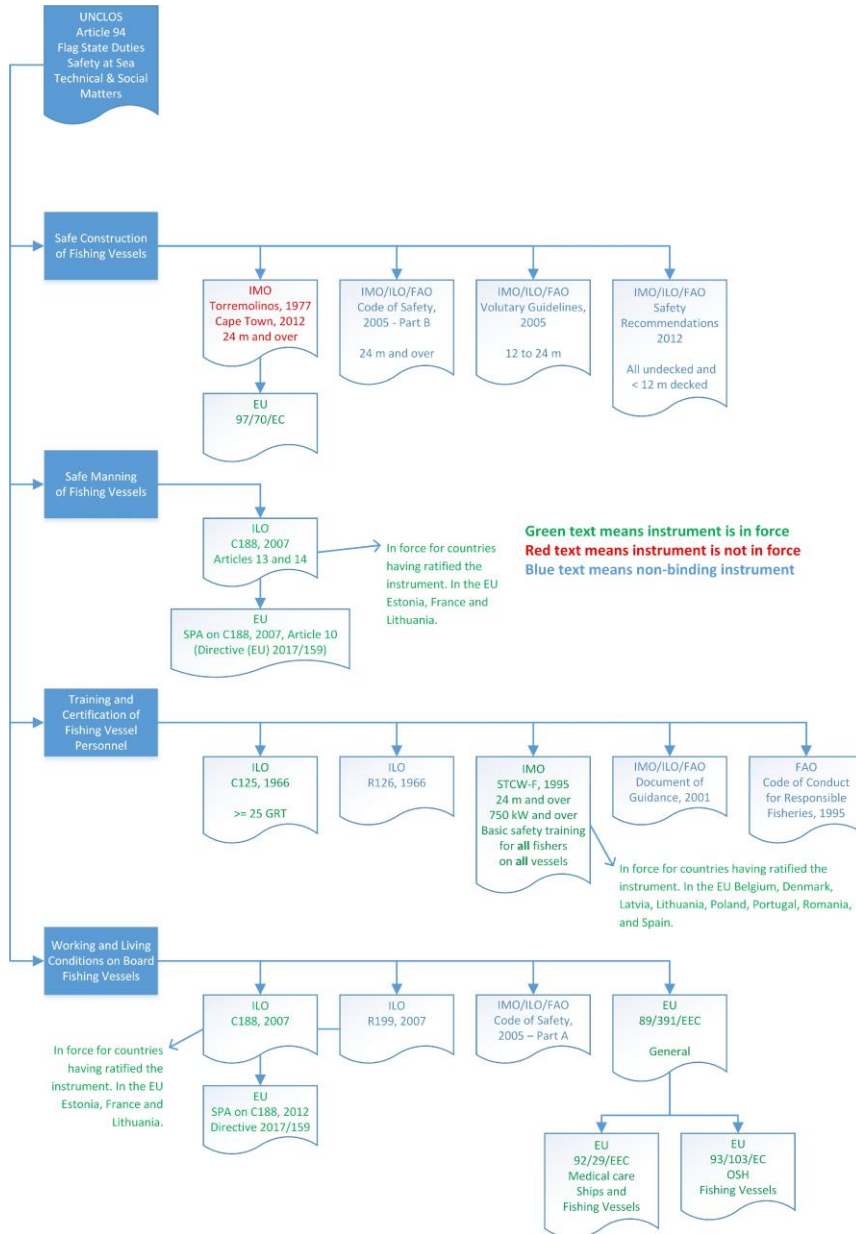 UNCLOS
Article 94
Flag State Duties
Safety at Sea
Technical & Social
Matters
Safe Construction
of Fishing Vessels
IMO
Torremolinos, 1977
Cape Town, 2012
24 m and over
IMO/ILO/FAO
Code of Safety,
2005 - Part B
24 m and over
IMO/ILO/FAO
Volutary Guidelines,
2005
12 to 24 m
IMO/ILO/FAO
Safety
Recommendations
2012
All undecked and
< 12 m decked
EU
97/70/EC
Safe Manning
of Fishing Vessels
ILO
C188, 2007
Articles 13 and 14
In force for countries
having ratified the
instrument. In the EU
Estonia, France and
Lithuania.
Green text means instrument is in force
Red text means instrument is not in force
Blue text means non-binding instrument
EU
SPA on C188, 2007, Article 10
(Directive (EU) 2017/159)
Training and
Certification of
Fishing Vessel
Personnel
ILO
C125, 1966
>= 25 GRT
ILO
R126, 1966
IMO
STCW-F, 1995
24 m and over
750 kW and over
Basic safety training
for all fishers
on all vessels
IMO/ILO/FAO
Document of
Guidance, 2001
FAO
Code of Conduct
for Responsible
Fisheries, 1995
In force for countries having ratified the
instrument. In the EU Belgium, Denmark,
Latvia, Lithuania, Poland, Portugal, Romania,
and Spain.
Working and Living
Conditions on Board
Fishing Vessels
ILO
C188, 2007
ILO
R199, 2007
IMO/ILO/FAO
Code of Safety,
2005 – Part A
EU
89/391/EEC
General
In force for countries
having ratified the
instrument. In the EU
Estonia, France and
Lithuania.
EU
SPA on C188, 2012
Directive 2017/159
EU
92/29/EEC
Medical care
Ships and
Fishing Vessels
EU
93/103/EC
OSH
Fishing Vessels